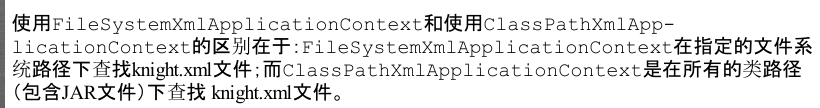 使用FileSystemXmlApplicationContext和使用ClassPathXmlApp-
licationContext的区别在于:FileSystemXmlApplicationContext在指定的文件系
统路径下查找knight.xml文件;而ClassPathXmlApplicationContext是在所有的类路径
(包含JAR文件)下查找 knight.xml文件。